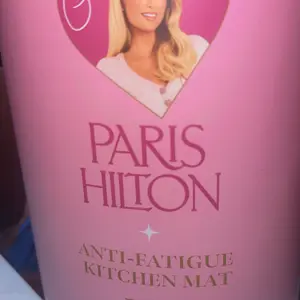 PARIS
HILTON
ANTI-FATIGUE
KITCHEN MAT